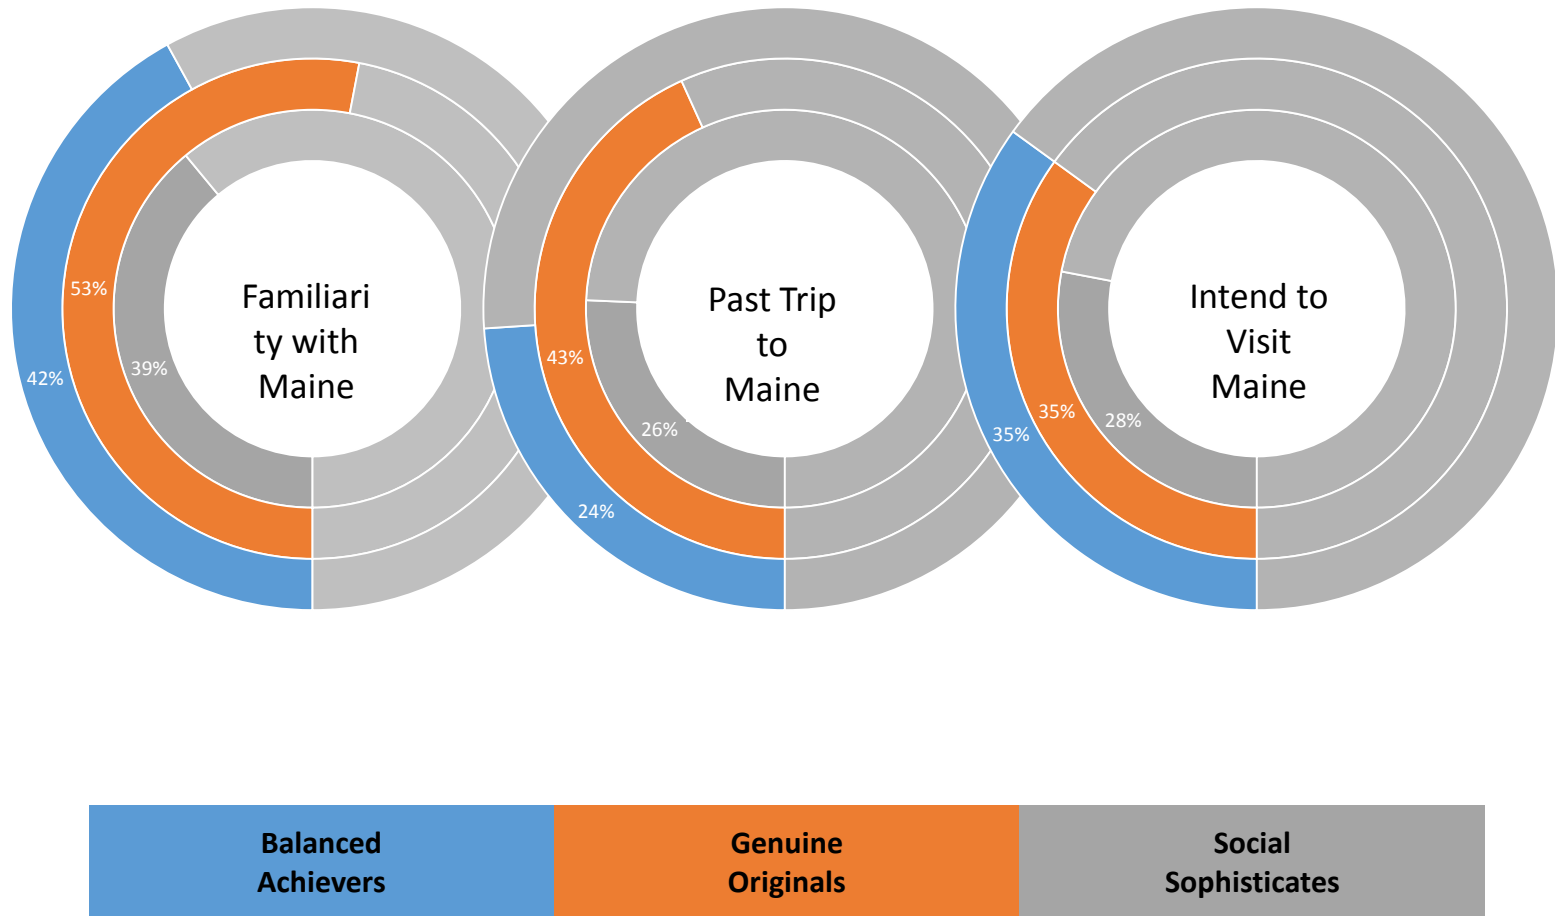 Familiari
ty with
Maine
53%
39%
42%
Past Trip
to
Maine
43%
26%
24%
Intend to
Visit
Maine
35%
28%
35%
Balanced
Achievers
Genuine
Originals
Social
Sophisticates